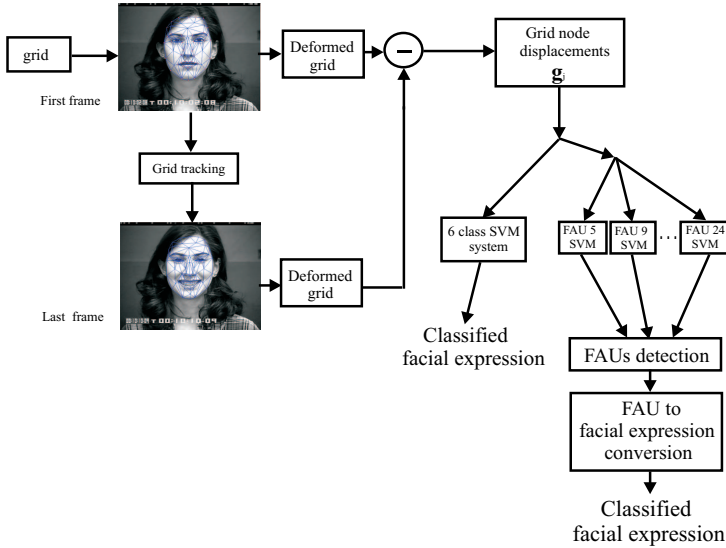 grid
First frame
Deformed
grid
Grid node
displacements
g j
Grid tracking
Last frame
Deformed
grid
6 class SVM
system
FAU 5
SVM
FAU 9
SVM
...
FAU 24
SVM
Classified
facial expression
FAUs detection
FAU to
facial expression
conversion
Classified
facial expression